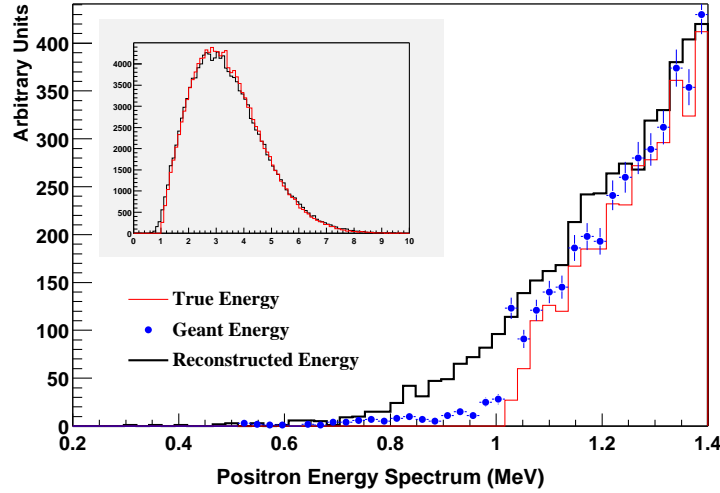 Arbitrary Units
400
350
300
250
200
150
100
50
0
4000
3500
3000
2500
2000
1500
1000
500
0
0 1 2 3 4 5 6 7 8 9 10
True Energy
Geant Energy
Reconstructed Energy
0.2 0.4 0.6 0.8 1 1.2 1.4
Positron Energy Spectrum (MeV)